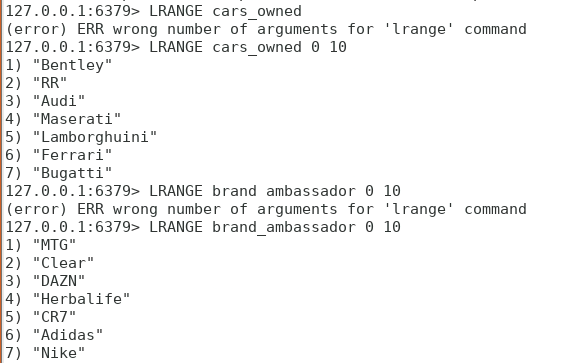 127.0.0.1:6379> LRANGE cars_owned
(error) ERR wrong number of arguments for 'lrange' command
127.0.0.1:6379> LRANGE cars_owned 0 10
1) "Bentley"
2) "RR"
3) "Audi"
4) "Maserati"
5) "Lamborghuini"
6) "Ferrari"
7) "Bugatti"
127.0.0.1:6379> LRANGE brand ambassador 0 10
(error) ERR wrong number of arguments for 'lrange' command
127.0.0.1:6379> LRANGE brand_ambassador 0 10
1) "MTG"
2) "Clear"
3) "DAZN"
4) "Herbalife"
5) "CR7"
6) "Adidas"
7) "Nike"